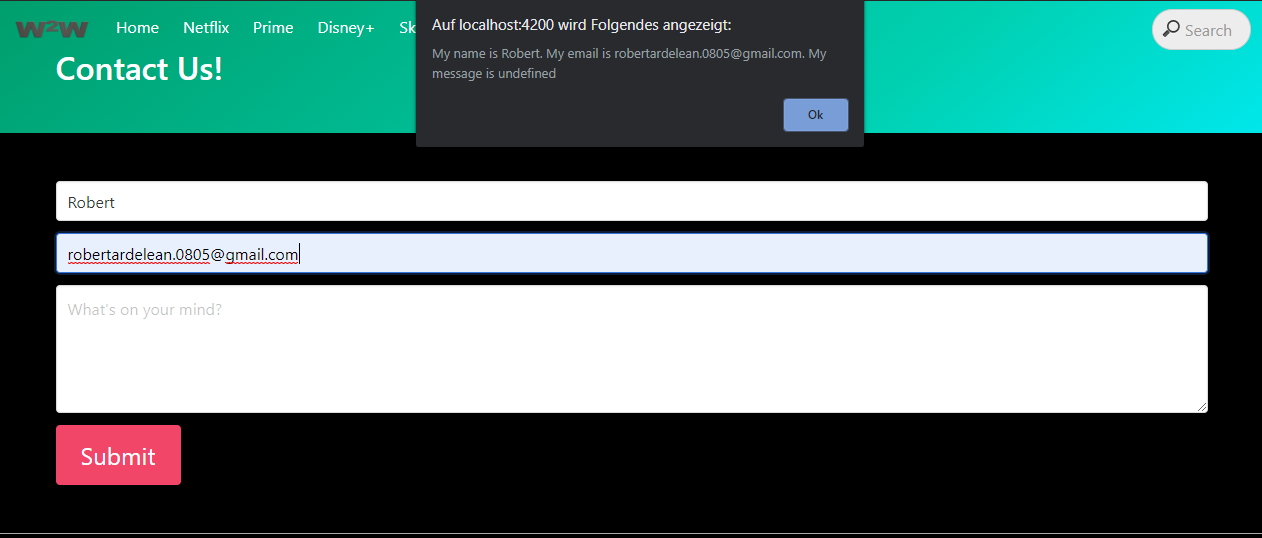 W2W Home Netflix Prime Disney+ Sk
Search
Contact Us!
Auf localhost:4200 wird Folgendes angezeigt:
My name is Robert. My email is robertardelean.0805@gmail.com. My
message is undefined
Ok
Robert
robertardelean.0805@gmail.com
What's on your mind?
Submit